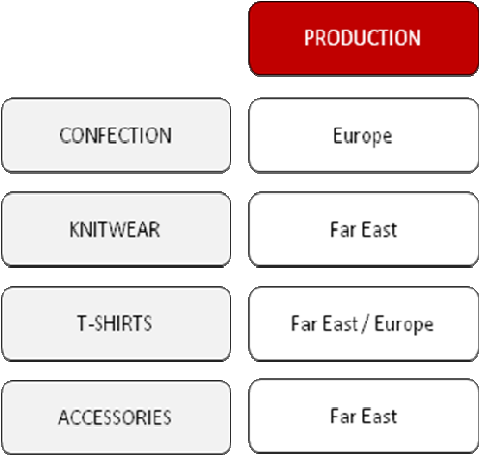 PRODUCTION
CONFECTION
Europe
KNITWEAR
Far East
T-SHIRTS
Far East / Europe
ACCESSORIES
Far East